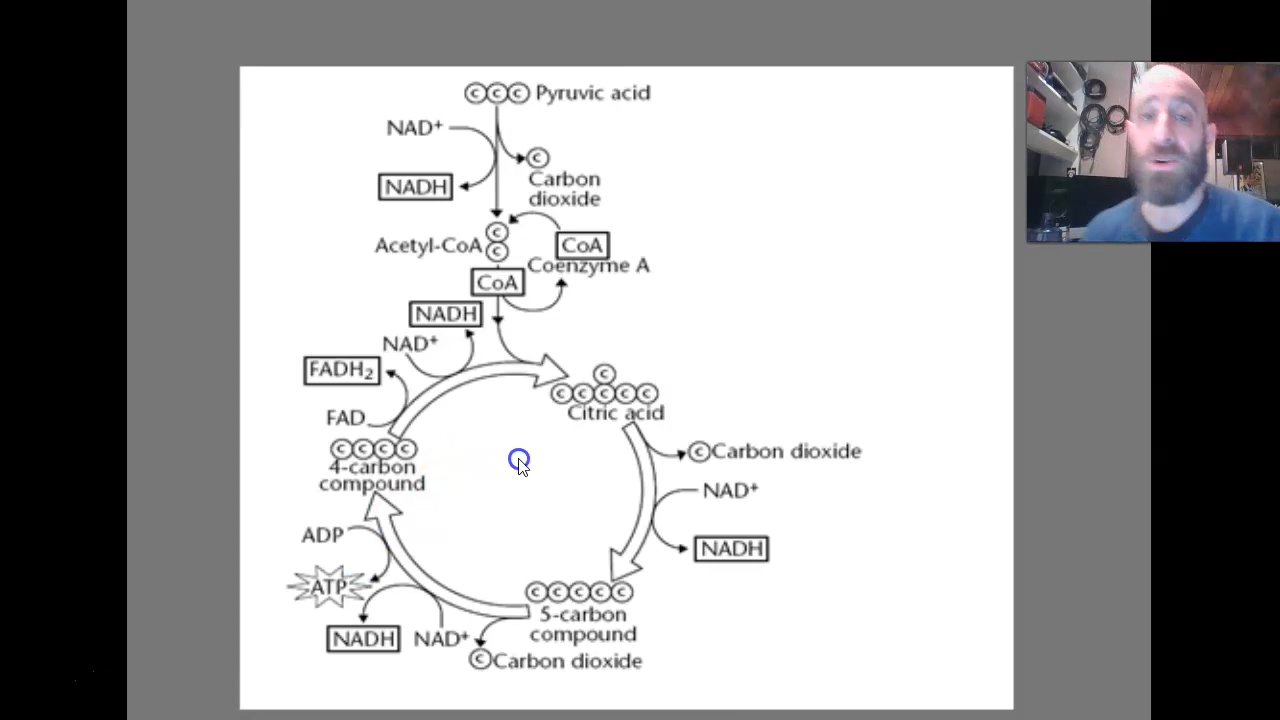 C C C Pyruvic acid
NAD⁺
C
NADH
Carbon
dioxide
C
Acetyl-CoA C
CoA
Coenzyme A
CoA
NADH
NAD⁺
FADH₂
C
C C C C C
Citric acid
FAD
C C C C
4-carbon
compound
C Carbon dioxide
NAD⁺
NADH
ADP
ATP
C C C C C
5-carbon
compound
NADH NAD⁺
C Carbon dioxide